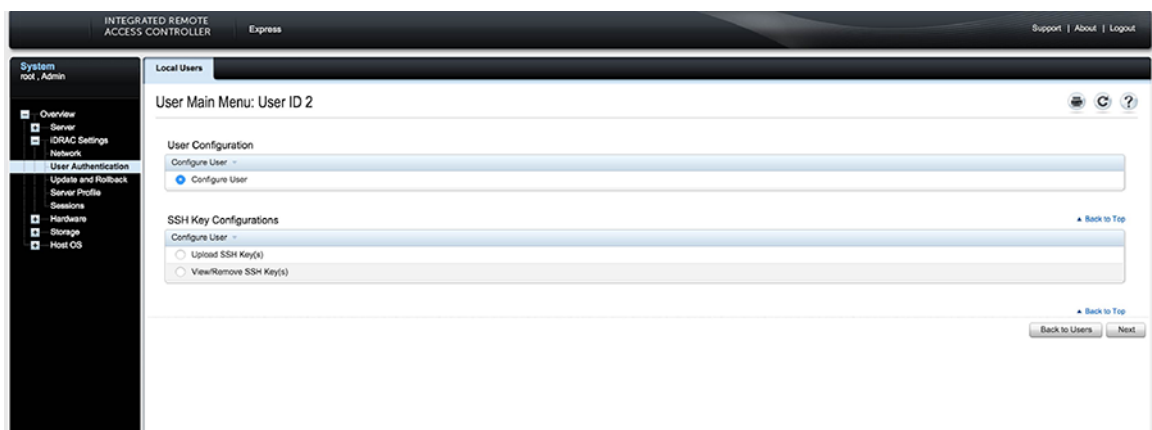 INTEGRATED REMOTE
ACCESS CONTROLLER
Express
Support | About | Logout
System
root , Admin
Overview
Server
iDRAC Settings
Network
User Authentication
Update and Rollback
Server Profile
Sessions
Hardware
Storage
Host OS
Local Users
User Main Menu: User ID 2
User Configuration
Configure User
Configure User
SSH Key Configurations
Back to Top
Configure User
Upload SSH Key(s)
View/Remove SSH Key(s)
Back to Top
Back to Users
Next